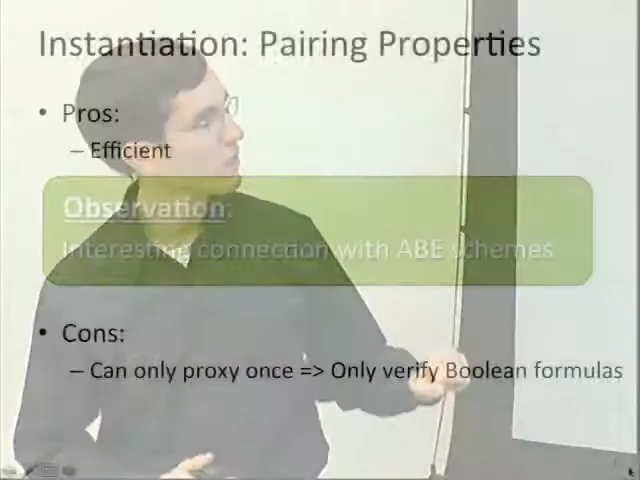 Instantiation: Pairing Properties
• Pros:
– Efficient
Observation:
Interesting connection with ABE schemes
• Cons:
– Can only proxy once => Only verify Boolean formulas